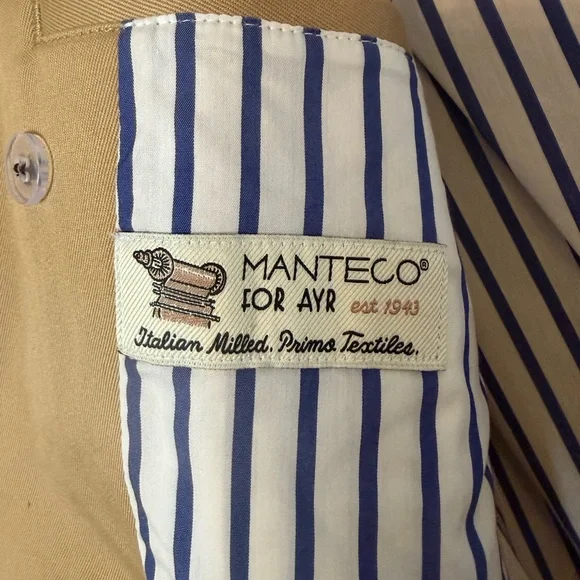 MANTECO®
FOR AYR est 1943
Italian Milled. Primo Textiles.